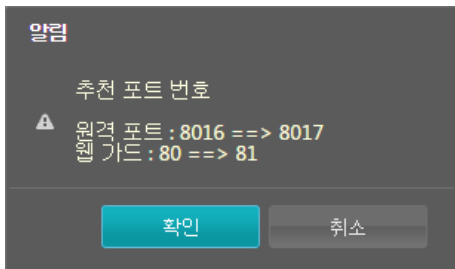 알림
추천 포트 번호
원격 포트 : 8016 ==> 8017
웹 가드 : 80 ==> 81
확인
취소